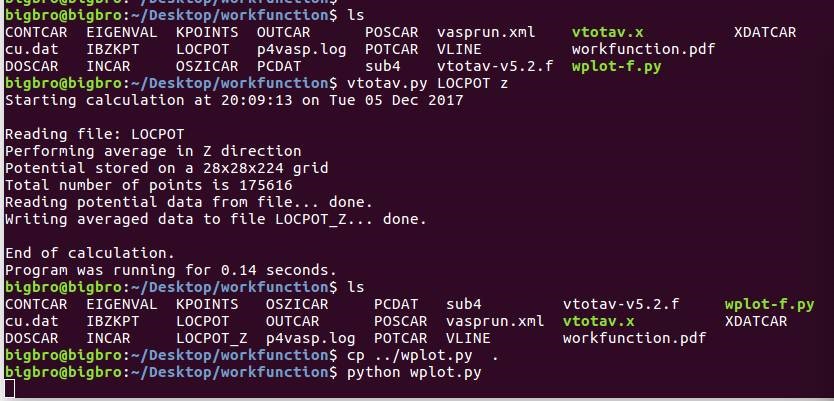 bigbro@bigbro:~/Desktop/workfunction$ ls
CONTCAR  EIGENVAL  KPOINTS  OUTCAR      POSCAR  vasprun.xml    vtotav.x         XDATCAR
cu.dat   IBZKPT    LOCPOT   p4vasp.log  POTCAR  VLINE          workfunction.pdf
DOSCAR   INCAR     OSZICAR  PCDAT       sub4    vtotav-v5.2.f  wplot-f.py
bigbro@bigbro:~/Desktop/workfunction$ vtotav.py LOCPOT z
Starting calculation at 20:09:13 on Tue 05 Dec 2017
Reading file: LOCPOT
Performing average in Z direction
Potential stored on a 28x28x224 grid
Total number of points is 175616
Reading potential data from file... done.
Writing averaged data to file LOCPOT_Z... done.
End of calculation.
Program was running for 0.14 seconds.
bigbro@bigbro:~/Desktop/workfunction$ ls
CONTCAR  EIGENVAL  KPOINTS   OSZICAR     PCDAT   sub4         vtotav-v5.2.f     wplot-f.py
cu.dat   IBZKPT    LOCPOT    OUTCAR      POSCAR  vasprun.xml  vtotav.x          XDATCAR
DOSCAR   INCAR     LOCPOT_Z  p4vasp.log  POTCAR  VLINE        workfunction.pdf
bigbro@bigbro:~/Desktop/workfunction$ cp ../wplot.py  .
bigbro@bigbro:~/Desktop/workfunction$ python wplot.py